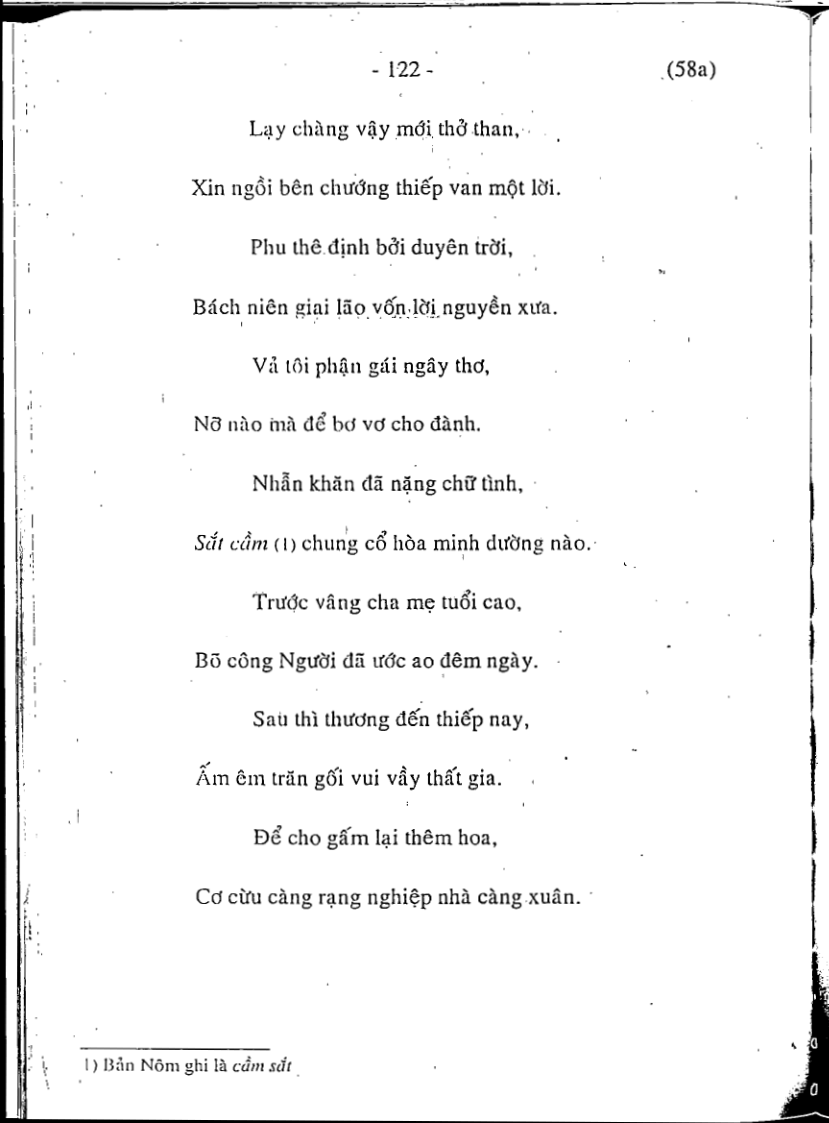 - 122 -
(58a)
Lạy chàng vậy mới thở than,
Xin ngồi bên chướng thiếp van một lời.
Phu thê định bởi duyên trời,
Bách niên giai lão vốn lời nguyền xưa.
Vả tôi phận gái ngây thơ,
Nỡ nào mà để bơ vơ cho đành.
Nhẫn khăn đã nặng chữ tình,
Sắt cầm (1) chung cổ hòa minh dường nào.
Trước vâng cha mẹ tuổi cao,
Bõ công Người đã ước ao đêm ngày.
Sau thì thương đến thiếp nay,
Ấm êm trăn gối vui vầy thất gia.
Để cho gấm lại thêm hoa,
Cơ cừu càng rạng nghiệp nhà càng xuân.
1) Bản Nôm ghi là cầm sắt